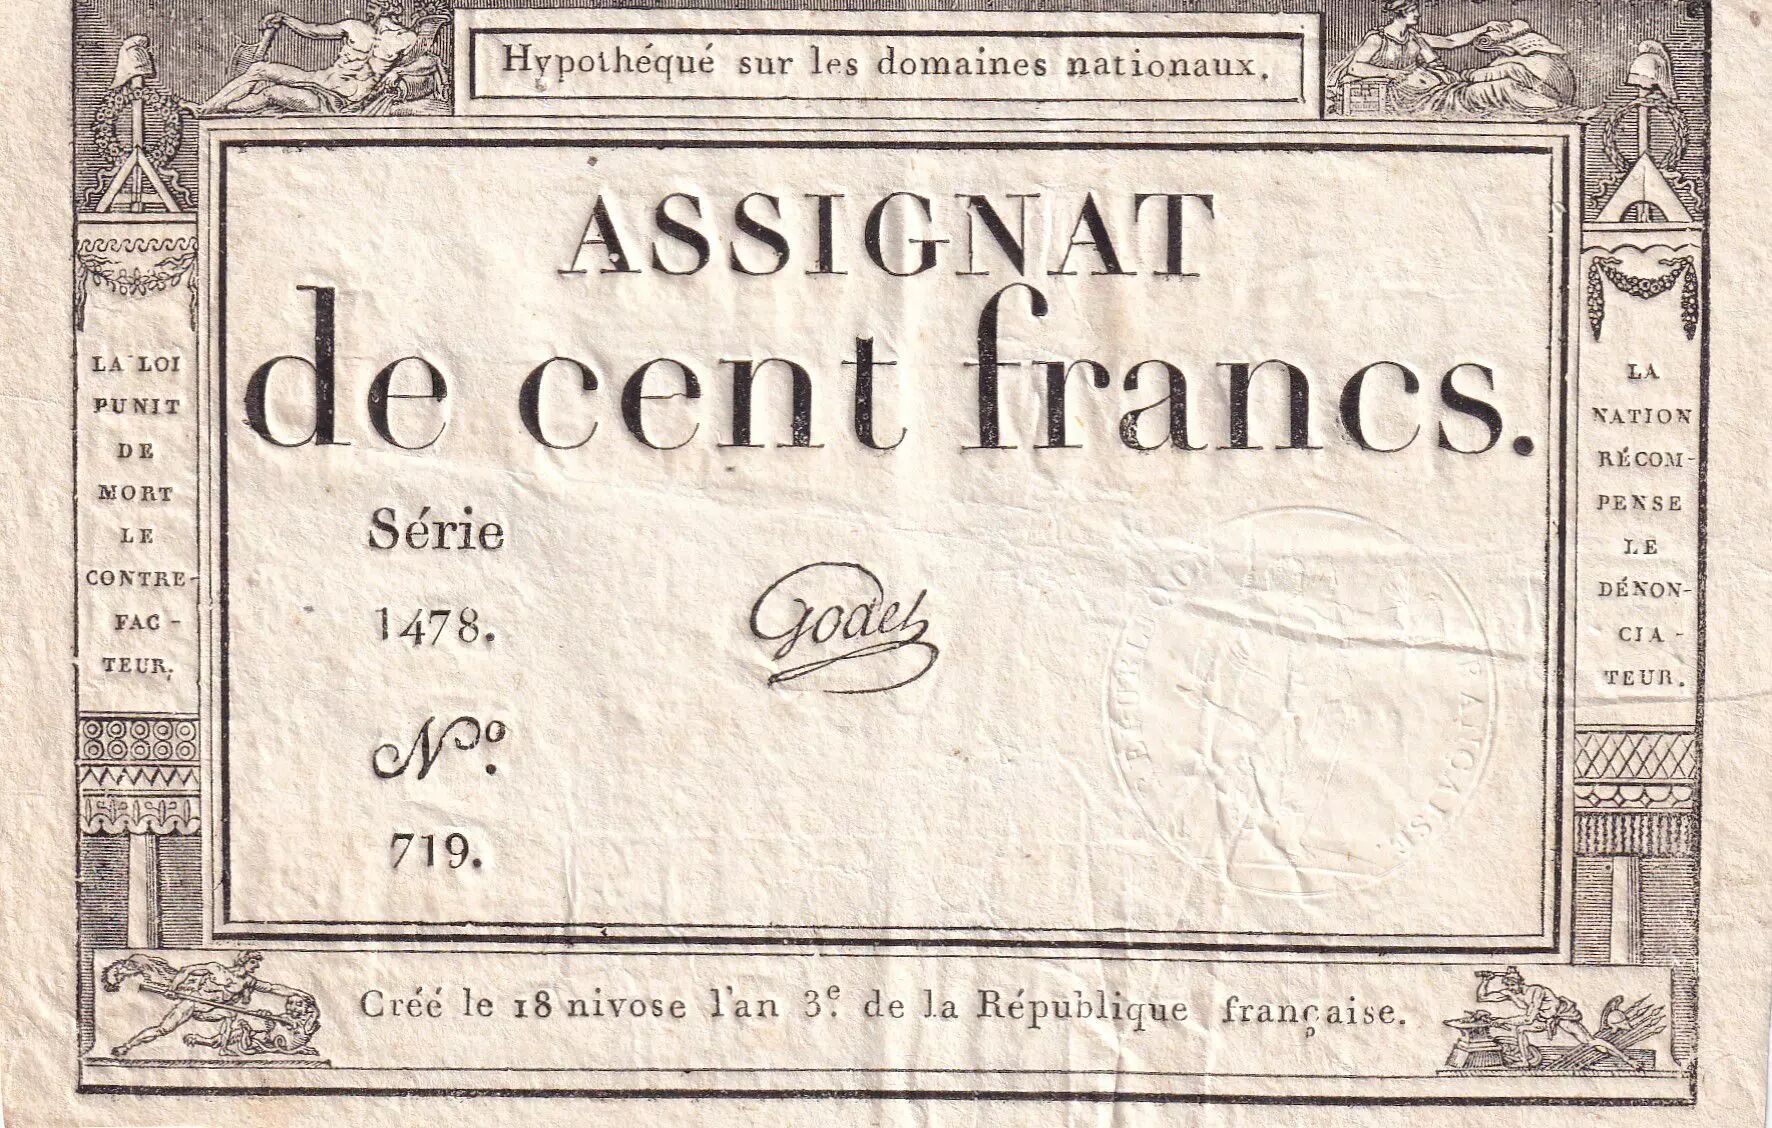 Hypothéqué sur les domaines nationaux.
ASSIGNAT
de cent francs.
Série
1478.
Nº.
719.
Godet
LA LOI
PUNIT
DE
MORT
LE
CONTRE-
FAC-
TEUR.
LA
NATION
RÉCOM-
PENSE
LE
DÉNON-
CIA-
TEUR.
Créé le 18 nivose l'an 3e. de la République française.